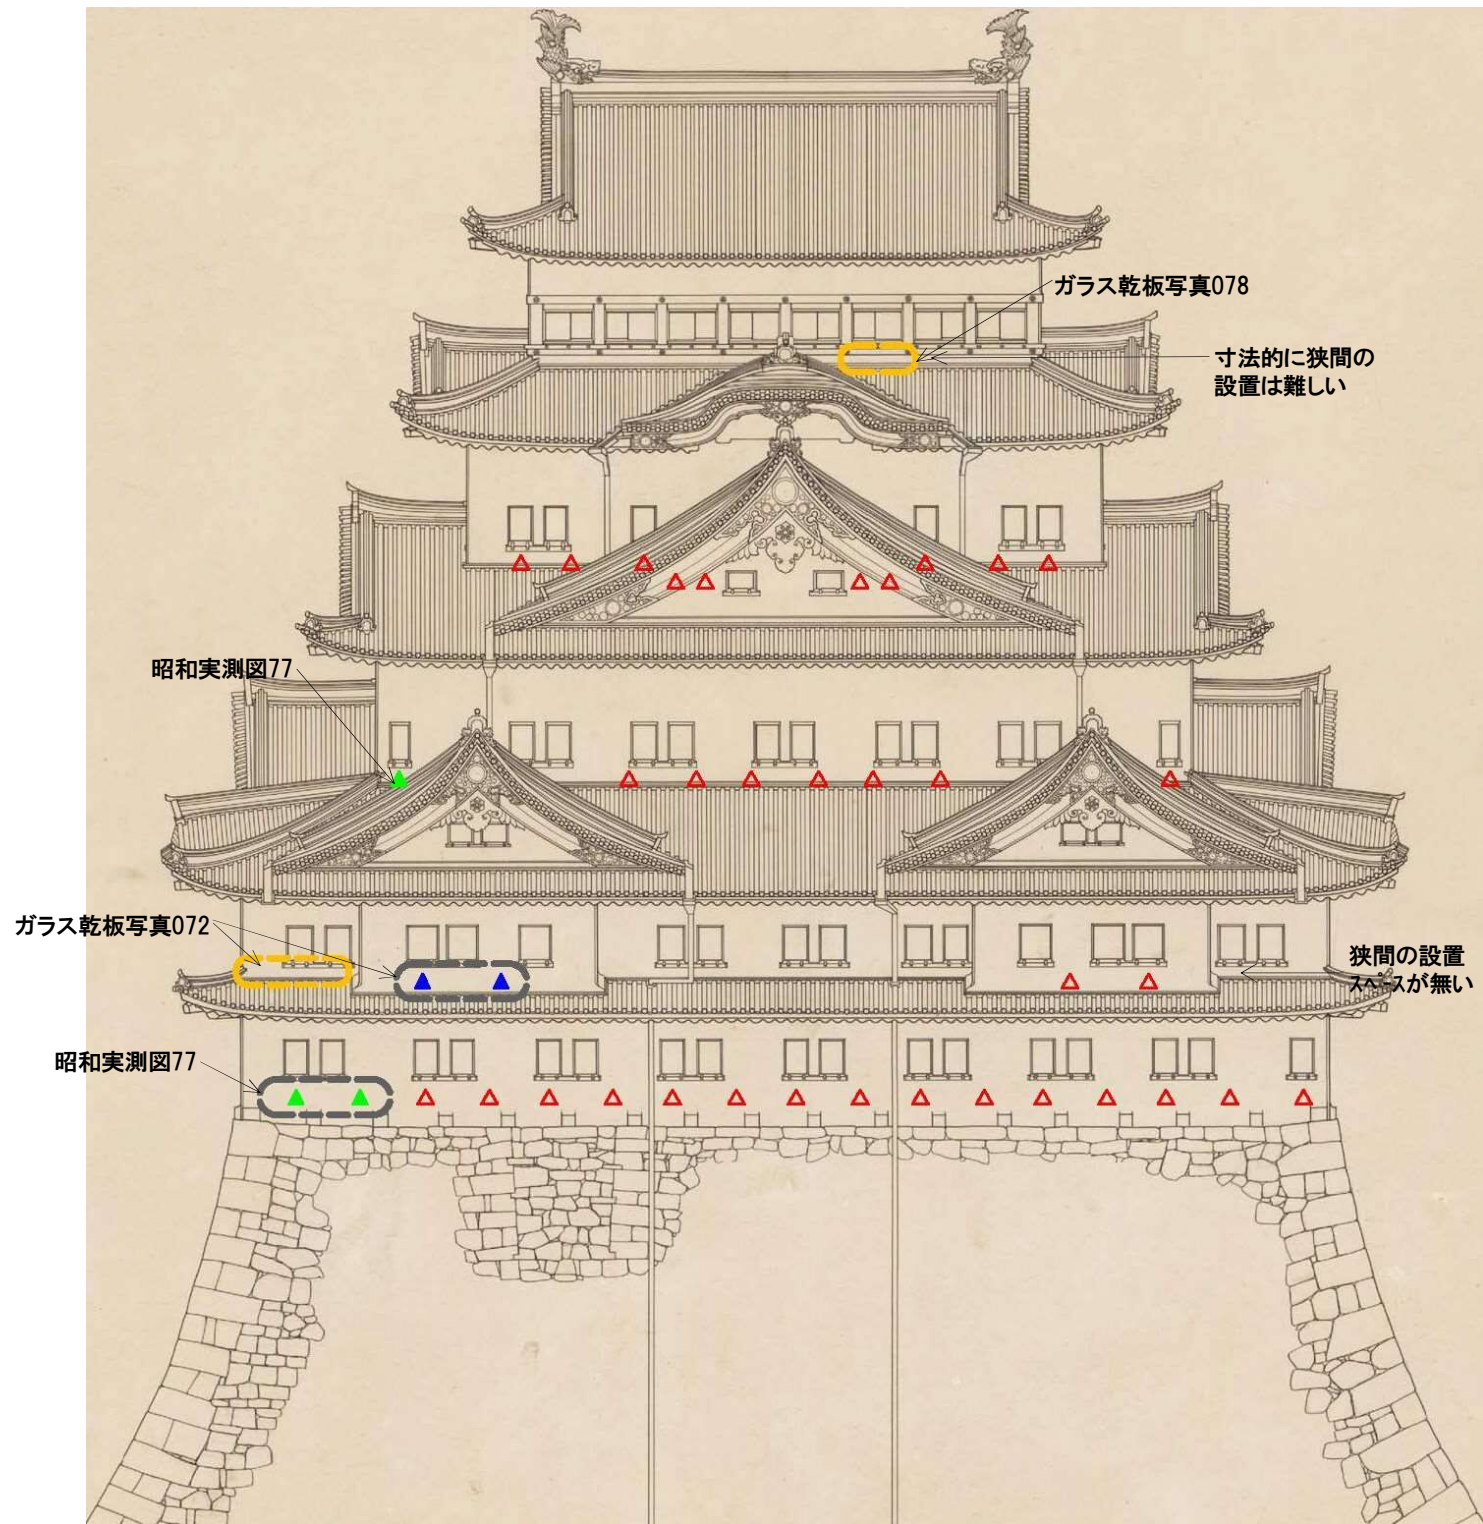 ガラス乾板写真078
寸法的に狭間の
設置は難しい
昭和実測図77
ガラス乾板写真072
狭間の設置
スペースが無い
昭和実測図77